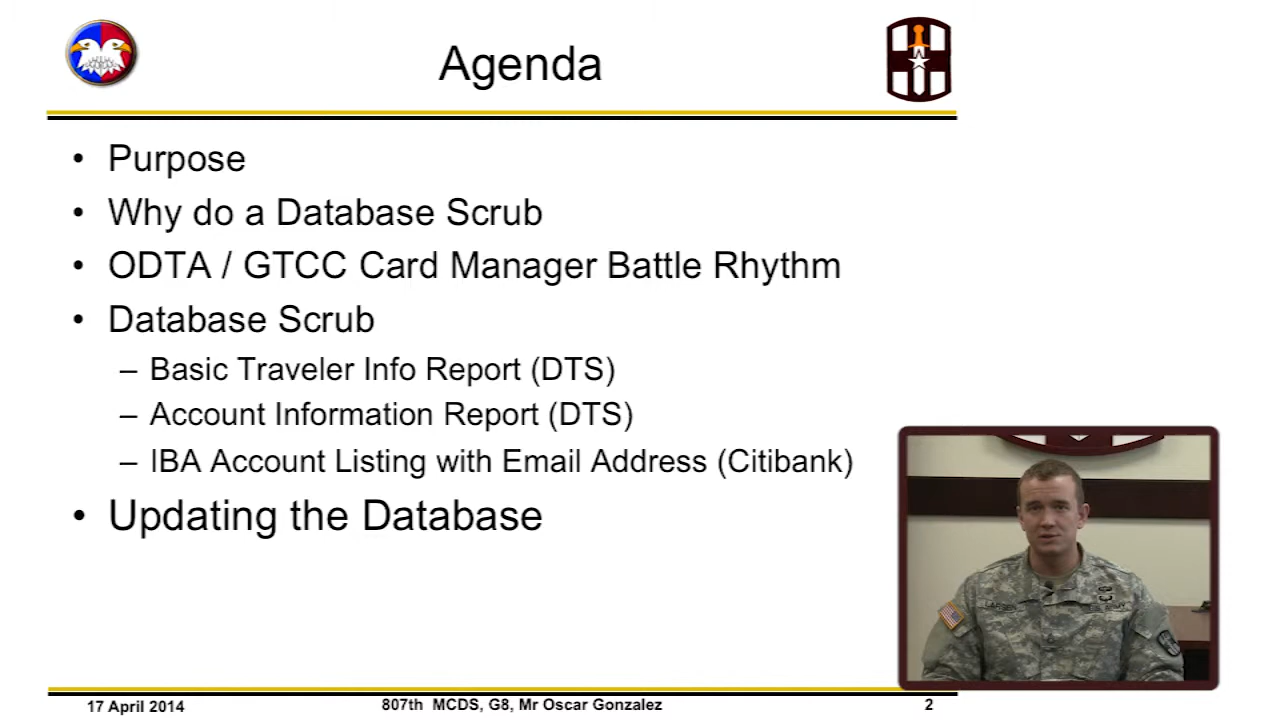 Agenda
• Purpose
• Why do a Database Scrub
• ODTA / GTCC Card Manager Battle Rhythm
• Database Scrub
– Basic Traveler Info Report (DTS)
– Account Information Report (DTS)
– IBA Account Listing with Email Address (Citibank)
• Updating the Database
17 April 2014
807th MCDS, G8, Mr Oscar Gonzalez
2